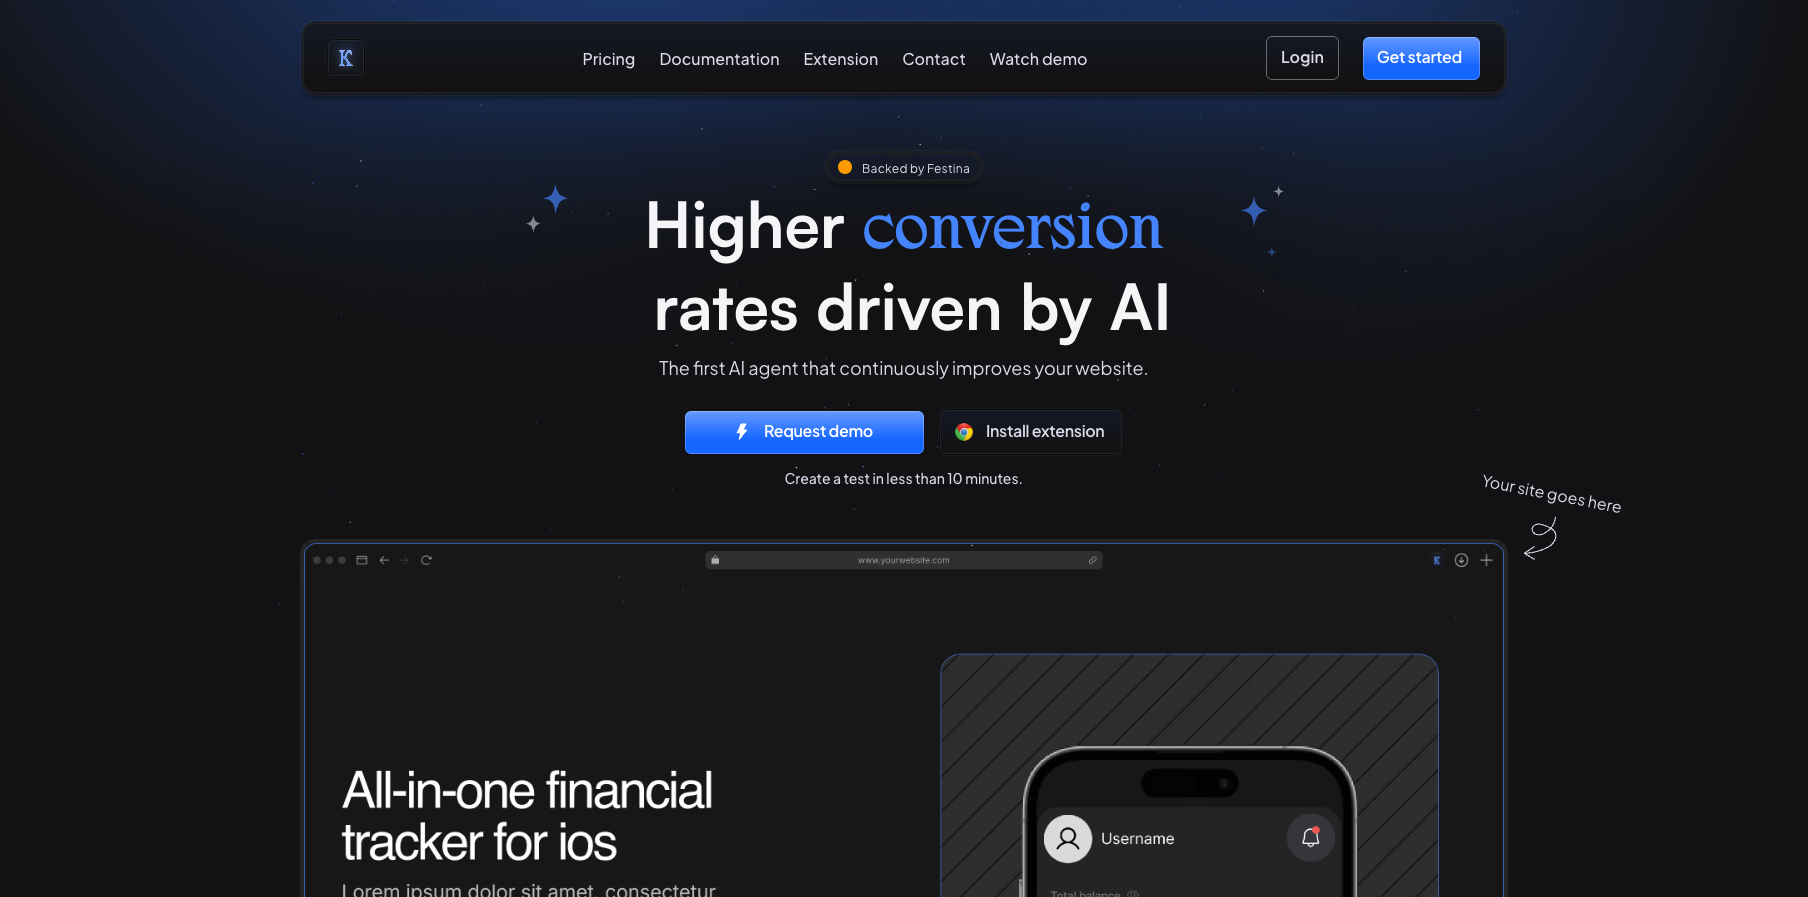 K
Pricing Documentation Extension Contact Watch demo Login Get started
Backed by Festina
Higher conversion
rates driven by AI
The first AI agent that continuously improves your website.
Request demo Install extension
Create a test in less than 10 minutes.
Your site goes here
www.yourwebsite.com K
All-in-one financial
tracker for ios
Username
Lorem ipsum dolor sit amet, consectetur
Total balance